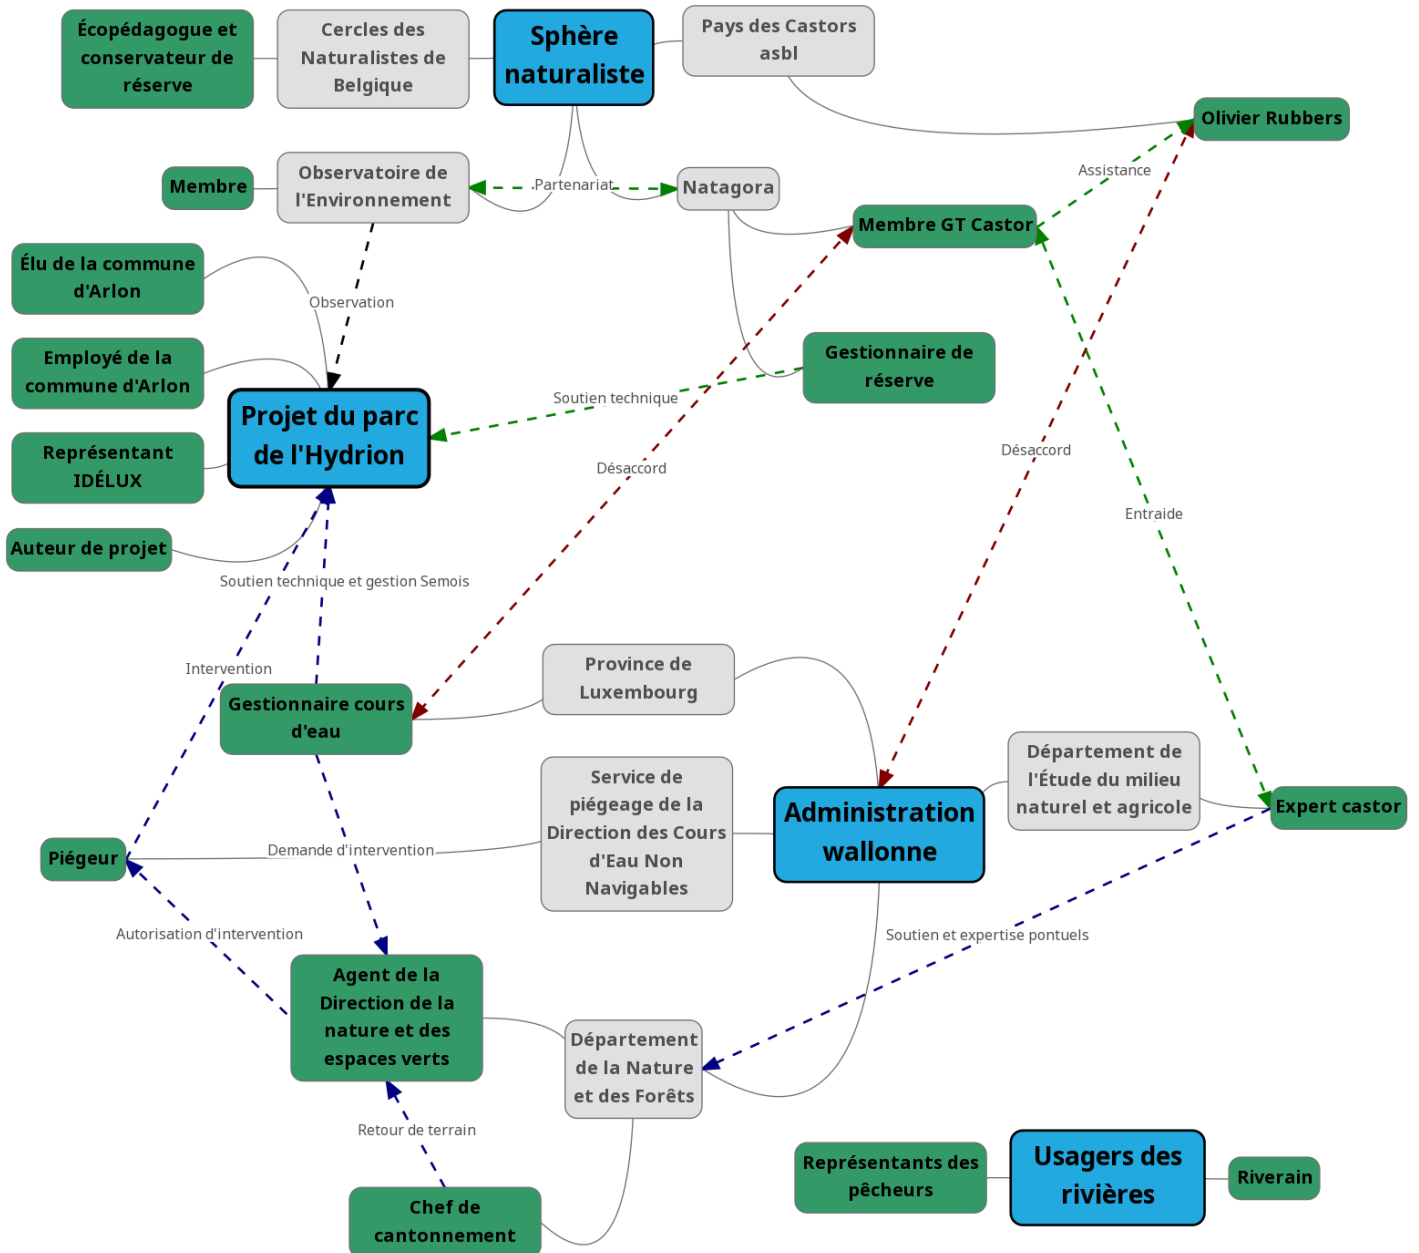 Écopédagogue et
conservateur de
réserve
Cercles des
Naturalistes de
Belgique
Sphère
naturaliste
Pays des Castors
asbl
Olivier Rubbers
Membre
Observatoire de
l'Environnement
Partenariat
Natagora
Assistance
Membre GT Castor
Élu de la commune
d'Arlon
Observation
Employé de la
commune d'Arlon
Gestionnaire de
réserve
Projet du parc
de l'Hydrion
Soutien technique
Représentant
IDÉLUX
Désaccord
Désaccord
Entraide
Auteur de projet
Soutien technique et gestion Semois
Intervention
Gestionnaire cours
d'eau
Province de
Luxembourg
Service de
piégeage de la
Direction des Cours
d'Eau Non
Navigables
Administration
wallonne
Département de
l'Étude du milieu
naturel et agricole
Expert castor
Piégeur
Demande d'intervention
Autorisation d'intervention
Soutien et expertise pontuels
Agent de la
Direction de la
nature et des
espaces verts
Département
de la Nature
et des Forêts
Retour de terrain
Chef de
cantonnement
Représentants des
pêcheurs
Usagers des
rivières
Riverain